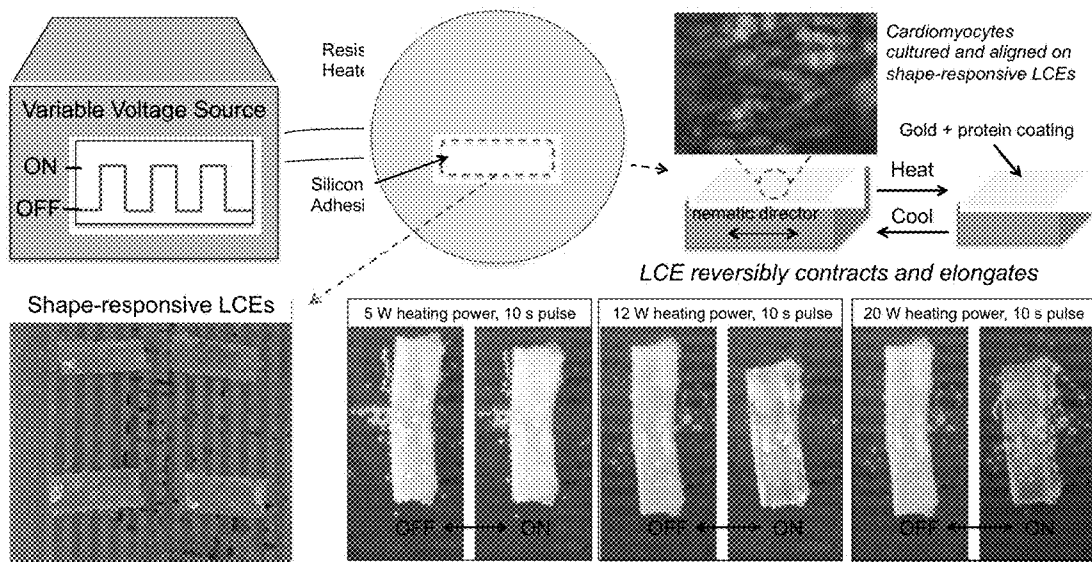 Variable Voltage Source
ON
OFF
Resis
Heate
Silicon
Adhesi
Cardiomyocytes
cultured and aligned on
shape-responsive LCEs
Gold + protein coating
Heat
Cool
nematic director
LCE reversibly contracts and elongates
Shape-responsive LCEs
5 W heating power, 10 s pulse
12 W heating power, 10 s pulse
20 W heating power, 10 s pulse
OFF ON
OFF ON
OFF ON